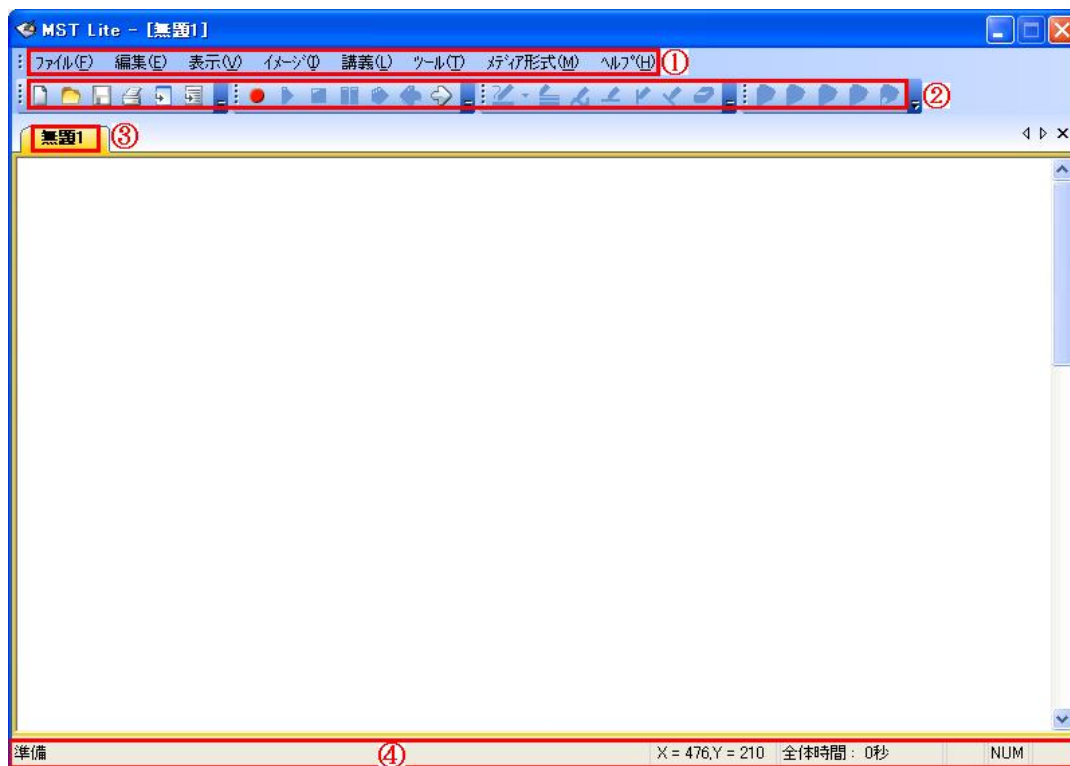 MST Lite - [無題1]
ファイル(F) 編集(E) 表示(V) イメージ(I) 講義(L) ツール(T) メディア形式(M) ヘルプ(H) ①
②
無題1 ③
準備 ④ X = 476,Y = 210 全体時間 : 0秒 NUM